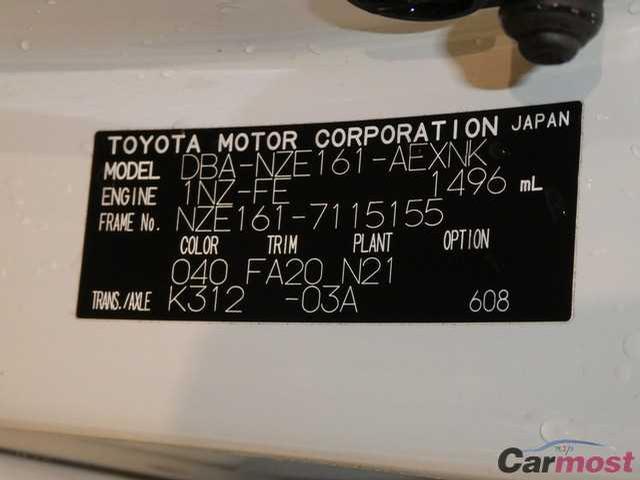 TOYOTA MOTOR CORPORATION JAPAN
MODEL DBA-NZE161-AEXNK
ENGINE 1NZ-FE 1496 mL
FRAME No. NZE161-7115155
COLOR TRIM PLANT OPTION
040 FA20 N21
TRANS./AXLE K312 -03A 608
Carmost